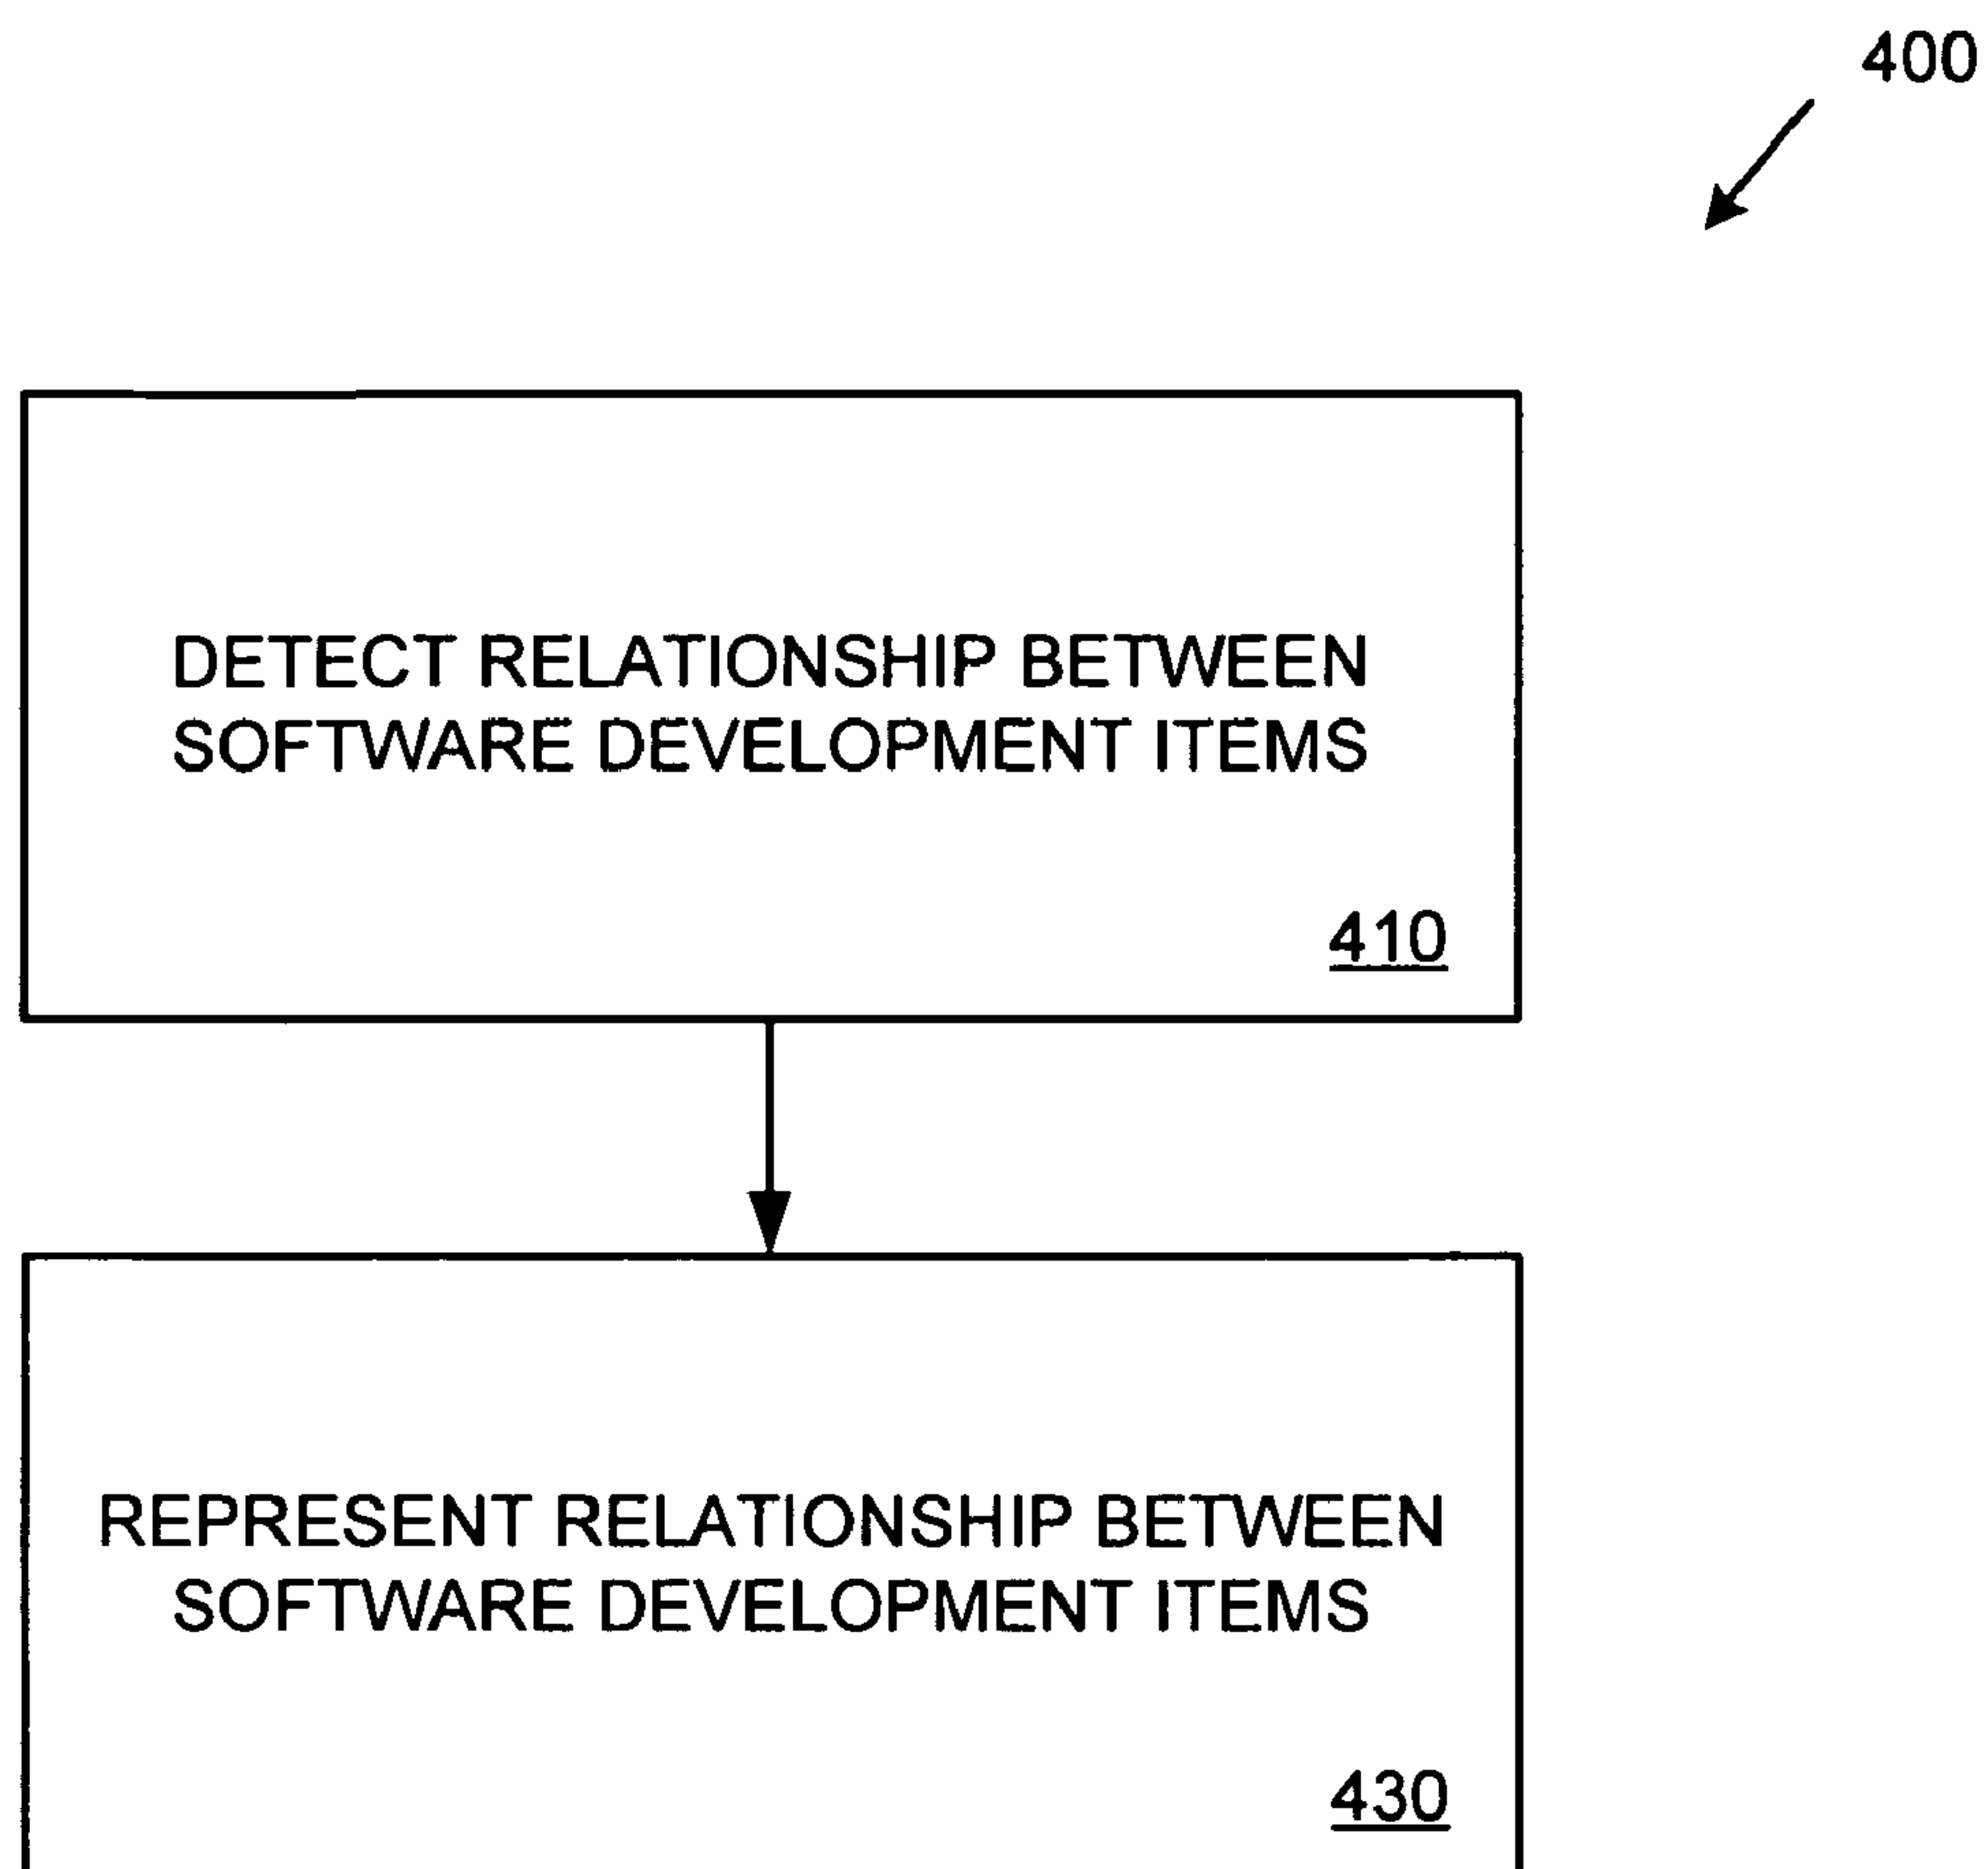 400
DETECT RELATIONSHIP BETWEEN
SOFTWARE DEVELOPMENT ITEMS
410
REPRESENT RELATIONSHIP BETWEEN
SOFTWARE DEVELOPMENT ITEMS
430